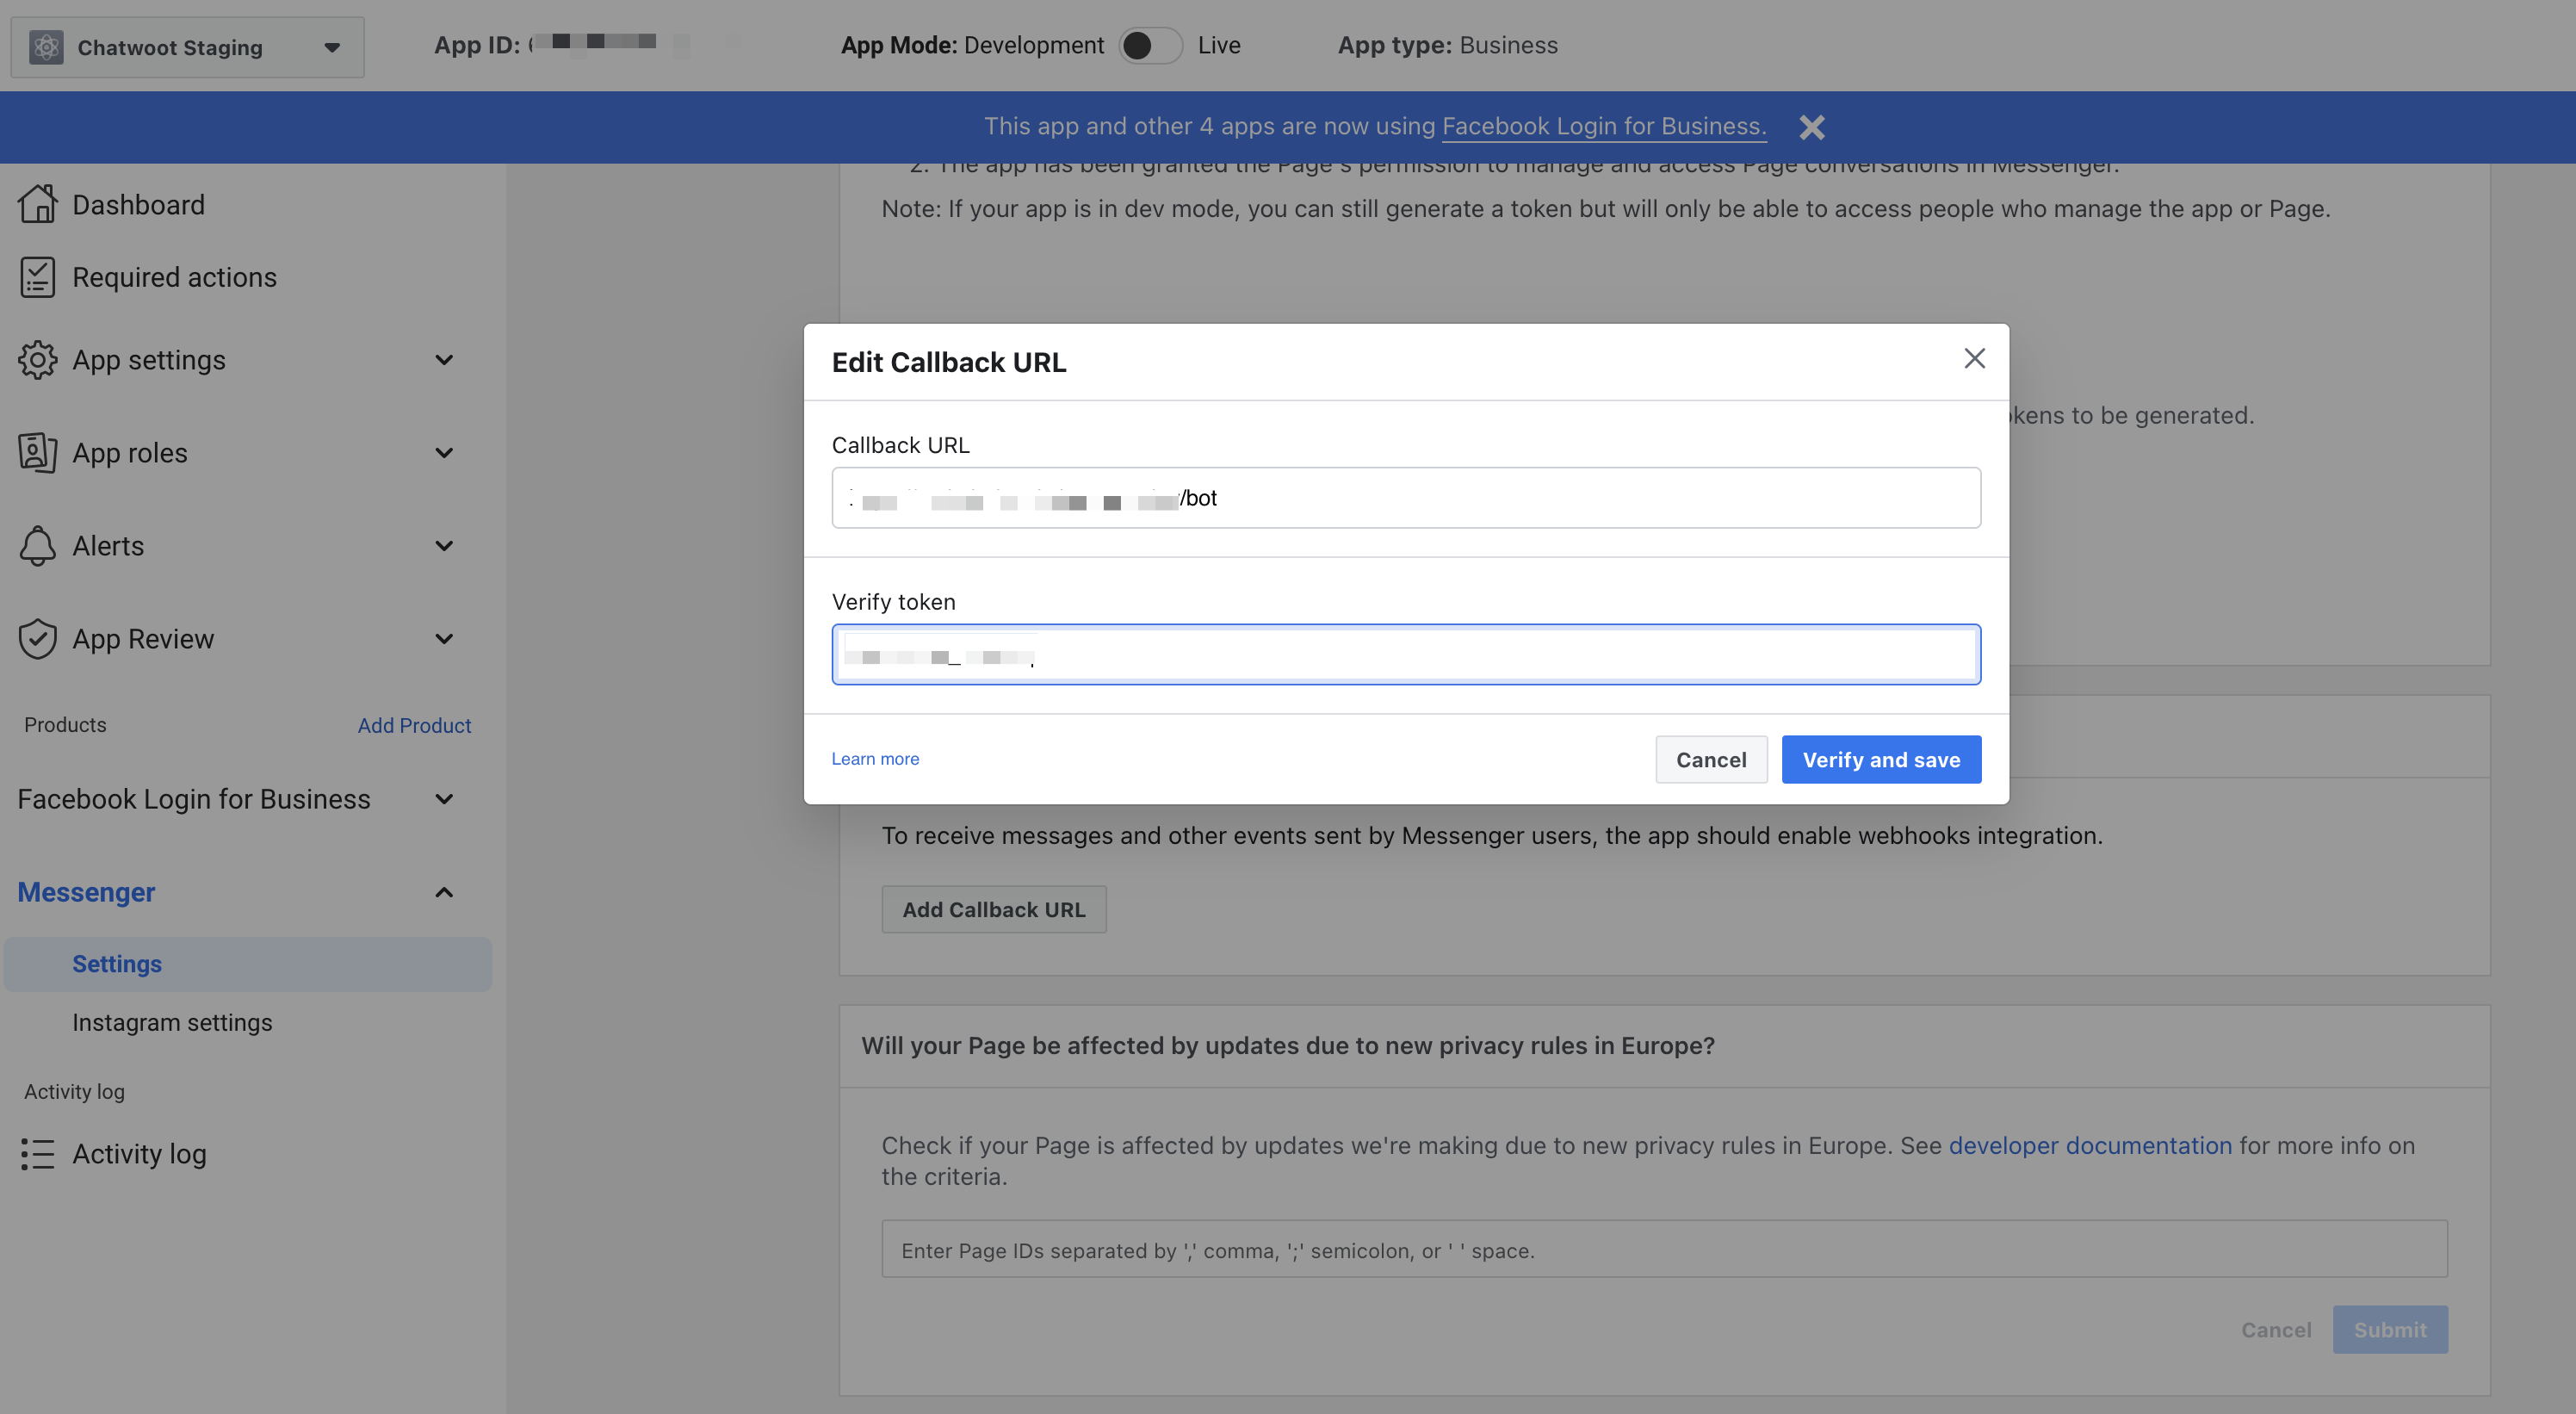 Chatwoot Staging
App ID:
App Mode: Development Live
App type: Business
This app and other 4 apps are now using Facebook Login for Business.
Dashboard
Required actions
App settings
App roles
Alerts
App Review
Products
Add Product
Facebook Login for Business
Messenger
Settings
Instagram settings
Activity log
Activity log
2. The app has been granted the Page's permission to manage and access Page conversations in Messenger.
Note: If your app is in dev mode, you can still generate a token but will only be able to access people who manage the app or Page.
to be generated.
Edit Callback URL
Callback URL
/bot
Verify token
Learn more
Cancel
Verify and save
To receive messages and other events sent by Messenger users, the app should enable webhooks integration.
Add Callback URL
Will your Page be affected by updates due to new privacy rules in Europe?
Check if your Page is affected by updates we're making due to new privacy rules in Europe. See developer documentation for more info on
the criteria.
Enter Page IDs separated by ',' comma, ';' semicolon, or ' ' space.
Cancel
Submit